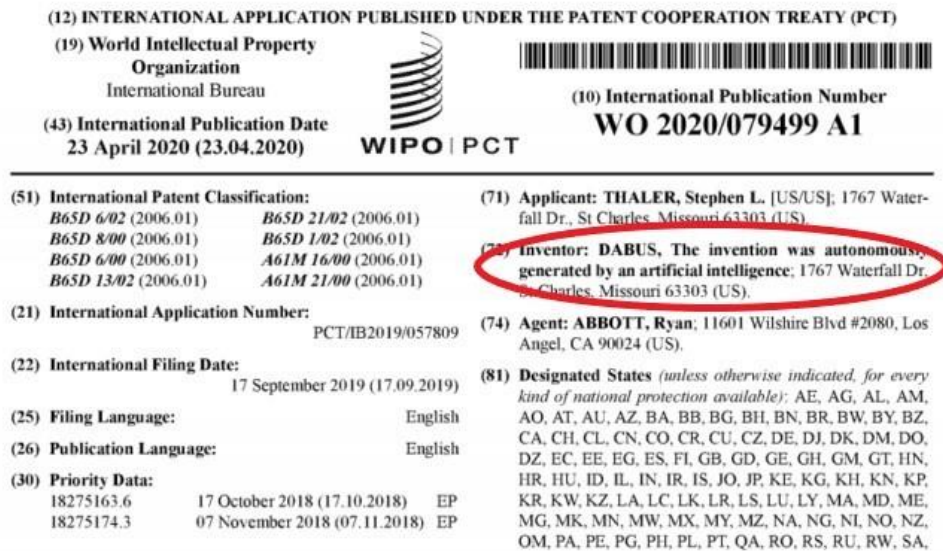 (12) INTERNATIONAL APPLICATION PUBLISHED UNDER THE PATENT COOPERATION TREATY (PCT)
(19) World Intellectual Property
Organization
International Bureau
(43) International Publication Date
23 April 2020 (23.04.2020)
WIPO | PCT
(10) International Publication Number
WO 2020/079499 A1
(51) International Patent Classification:
B65D 6/02 (2006.01) B65D 21/02 (2006.01)
B65D 8/00 (2006.01) B65D 1/02 (2006.01)
B65D 6/00 (2006.01) A61M 16/00 (2006.01)
B65D 13/02 (2006.01) A61M 21/00 (2006.01)
(21) International Application Number:
PCT/IB2019/057809
(22) International Filing Date:
17 September 2019 (17.09.2019)
(25) Filing Language: English
(26) Publication Language: English
(30) Priority Data:
18275163.6 17 October 2018 (17.10.2018) EP
18275174.3 07 November 2018 (07.11.2018) EP
(71) Applicant: THALER, Stephen L. [US/US]; 1767 Water-
fall Dr., St Charles, Missouri 63303 (US).
(72) Inventor: DABUS, The invention was autonomously
generated by an artificial intelligence; 1767 Waterfall Dr.
St Charles, Missouri 63303 (US).
(74) Agent: ABBOTT, Ryan; 11601 Wilshire Blvd #2080, Los
Angel, CA 90024 (US).
(81) Designated States (unless otherwise indicated, for every
kind of national protection available): AE, AG, AL, AM,
AO, AT, AU, AZ, BA, BB, BG, BH, BN, BR, BW, BY, BZ,
CA, CH, CL, CN, CO, CR, CU, CZ, DE, DJ, DK, DM, DO,
DZ, EC, EE, EG, ES, FI, GB, GD, GE, GH, GM, GT, HN,
HR, HU, ID, IL, IN, IR, IS, JO, JP, KE, KG, KH, KN, KP,
KR, KW, KZ, LA, LC, LK, LR, LS, LU, LY, MA, MD, ME,
MG, MK, MN, MW, MX, MY, MZ, NA, NG, NI, NO, NZ,
OM, PA, PE, PG, PH, PL, PT, QA, RO, RS, RU, RW, SA,